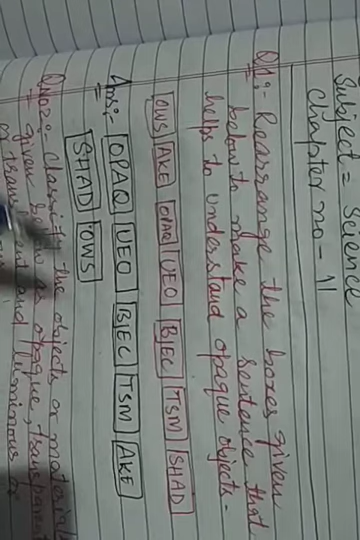 Subject = Science
Chapter no - 11
Q1:- Rearrange the boxes given
below to make a sentence that
helps to understand opaque objects.
OWS AKE OPAQ UEO BJEC TSM SHAD
Ans:- OPAQ UEO BJEC TSM AKE
SHAD OWS
Q.No2:- Classify the objects or materials
given below as opaque, transparent
or translucent and luminous or